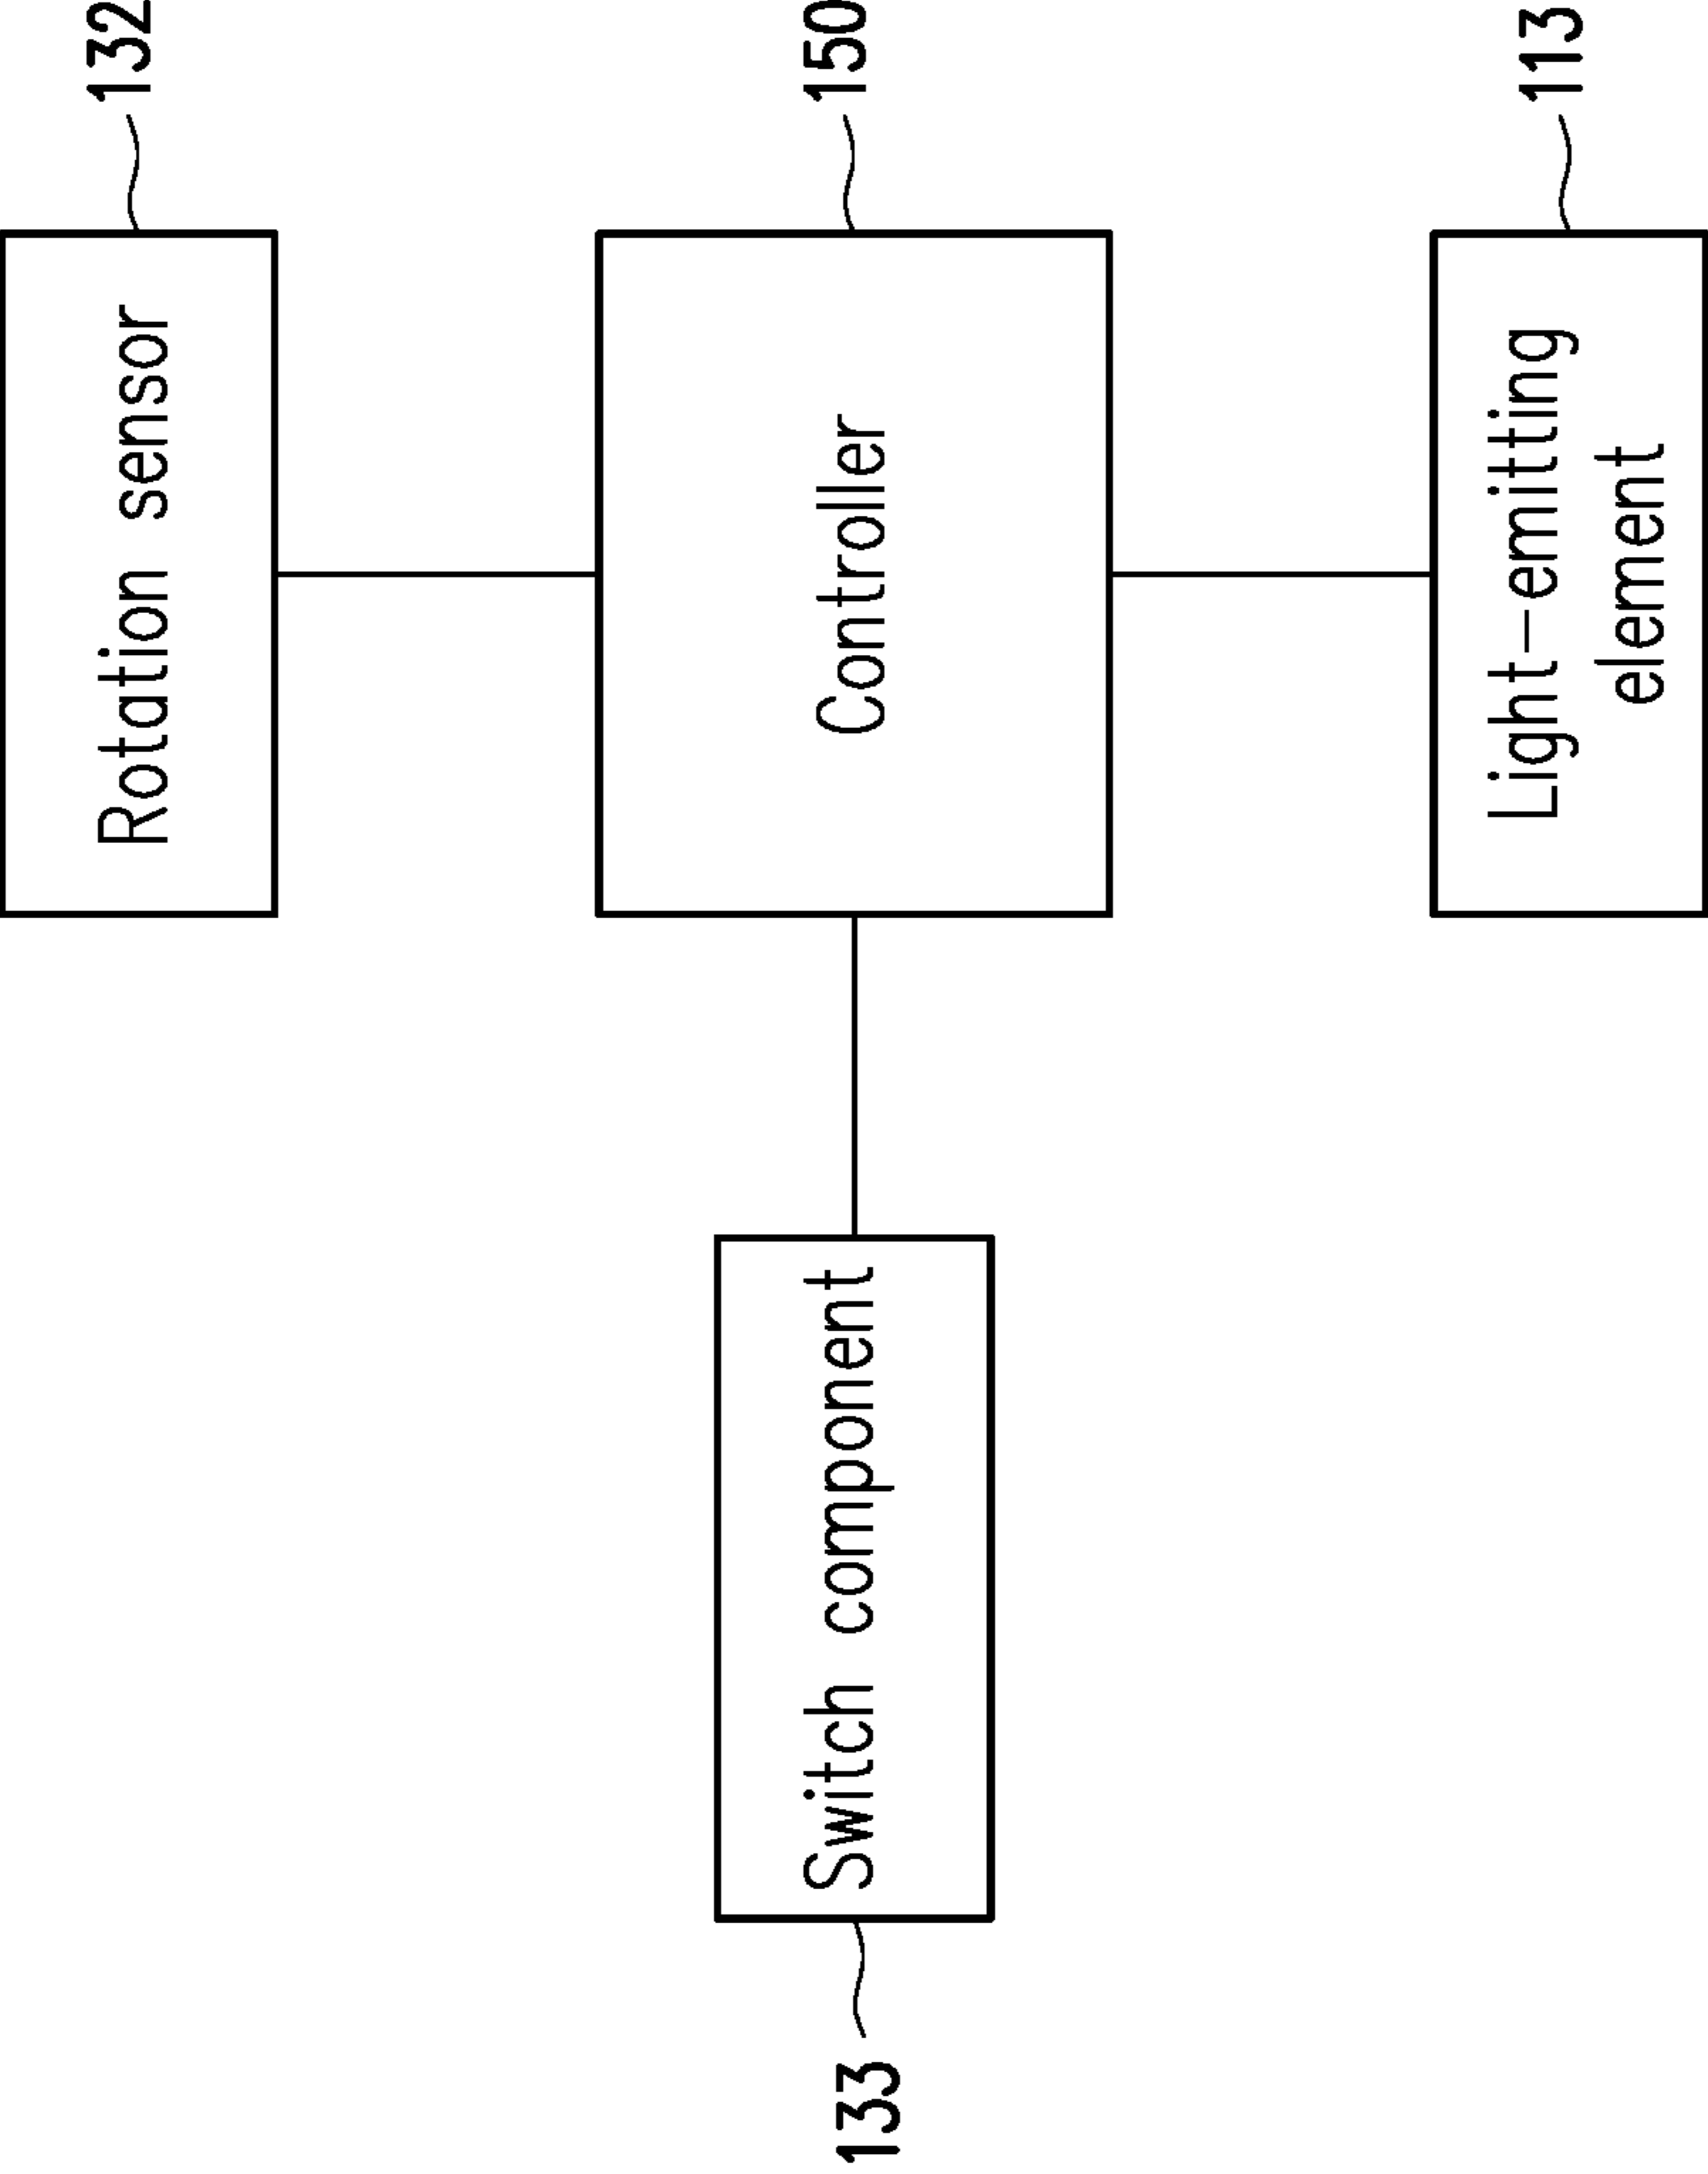 Rotation sensor
132
133
Switch component
Controller
150
Light-emitting
element
113